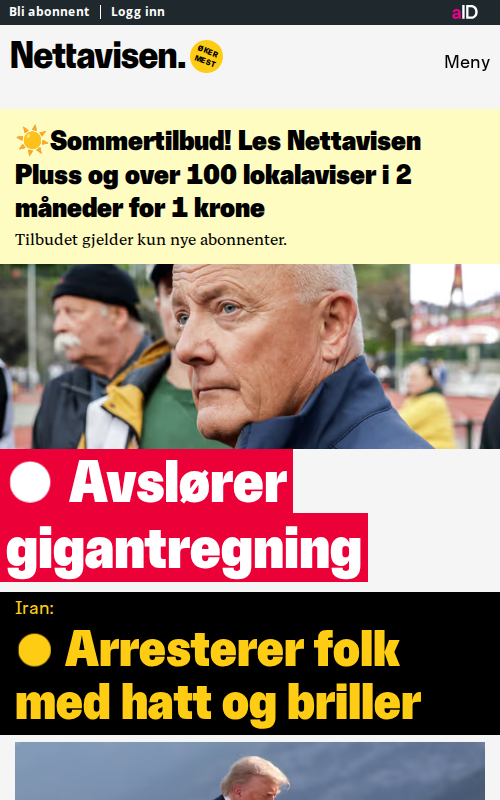 Bli abonnent | Logg inn
aID
Nettavisen.
ØKER
MEST
Meny
Sommertilbud! Les Nettavisen
Pluss og over 100 lokalaviser i 2
måneder for 1 krone
Tilbudet gjelder kun nye abonnenter.
Avslører
gigantregning
Iran:
Arresterer folk
med hatt og briller